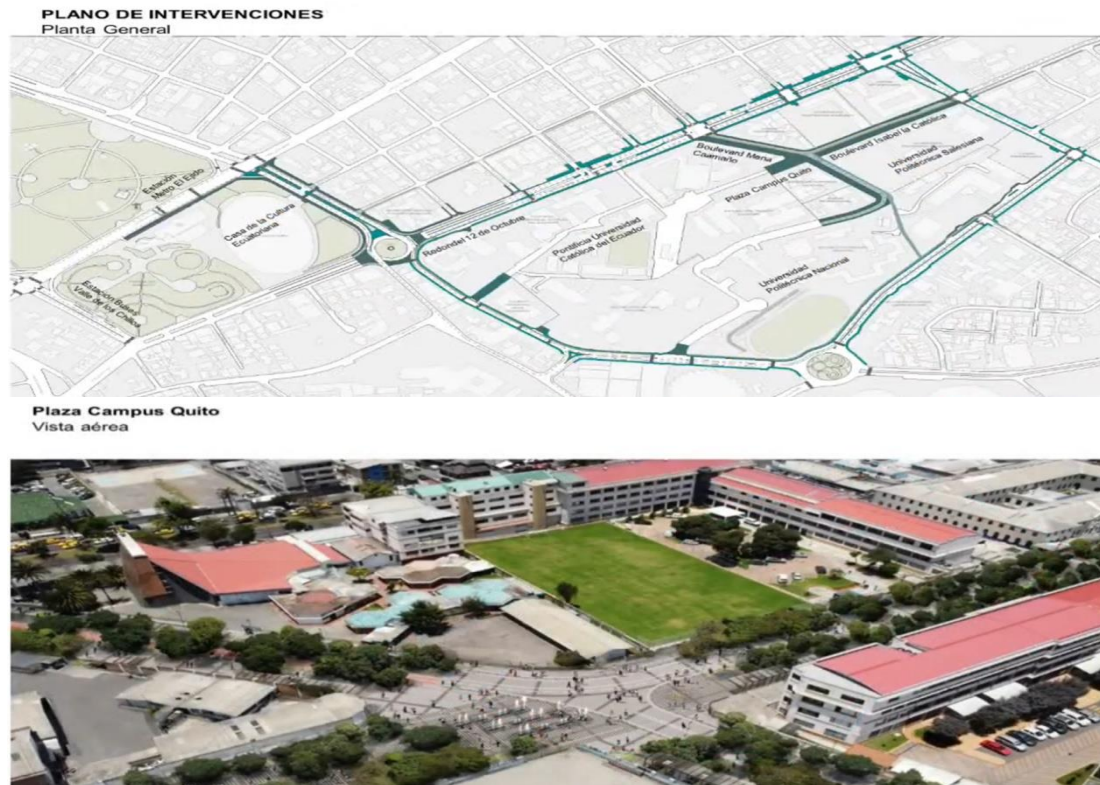 PLANO DE INTERVENCIONES
Planta General
Estación
Metro El Ejido
Casa de la Cultura
Ecuatoriana
Estación Buses
Valle de los Chillos
Redondel 12 de Octubre
Pontificia Universidad
Católica del Ecuador
Boulevard Mena
Caamaño
Plaza Campus Quito
Boulevard Isabel la Católica
Universidad
Politécnica Salesiana
Universidad
Politécnica Nacional
Plaza Campus Quito
Vista aérea